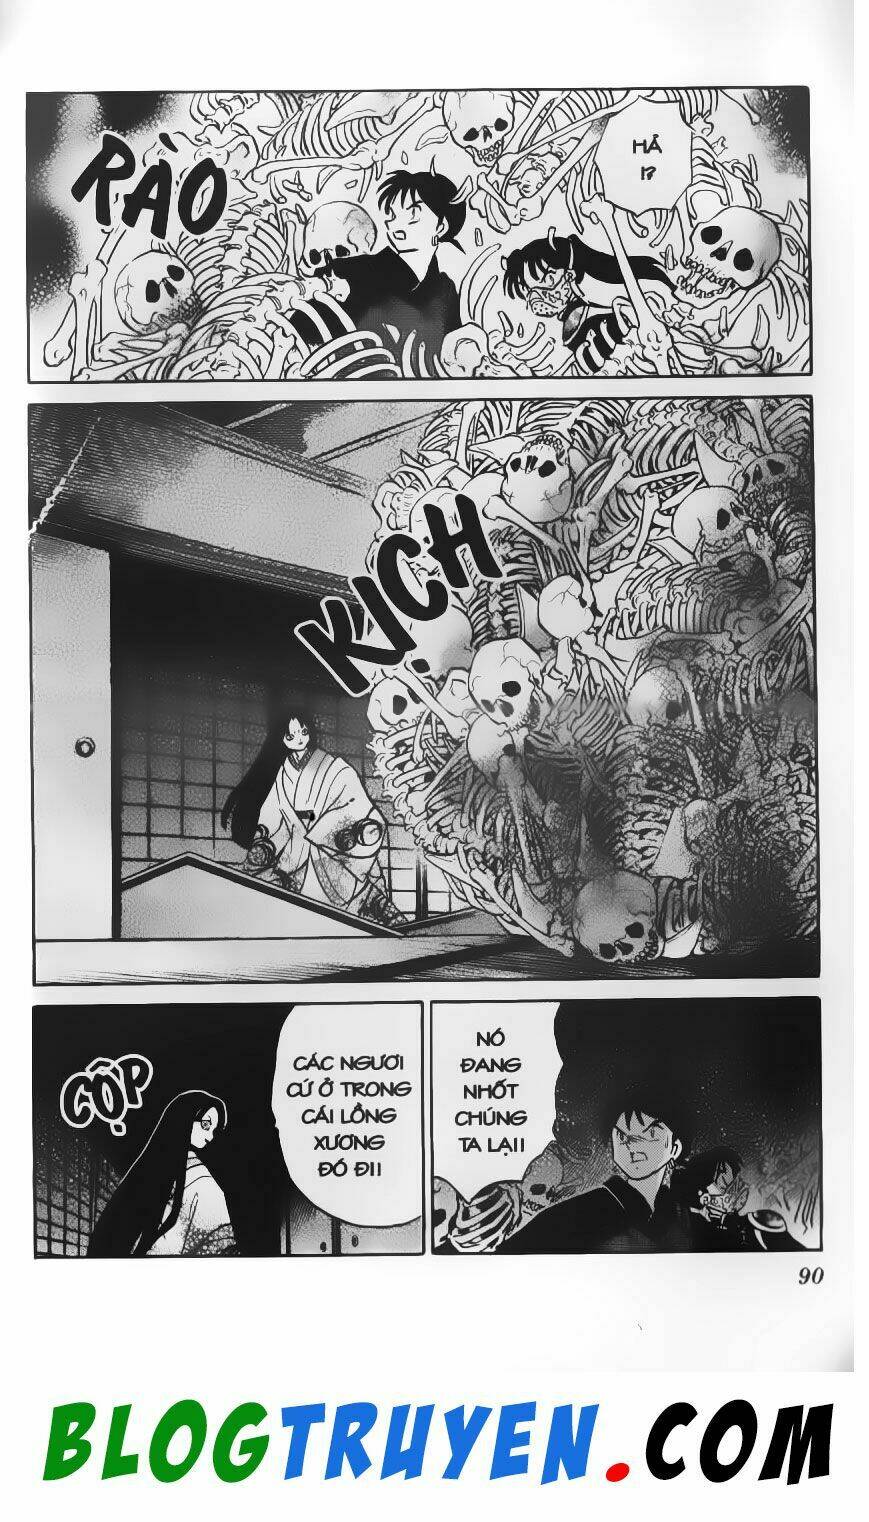 RÀO
HẢ
!?
KỊCH
NÓ
ĐANG
NHỐT
CHÚNG
TA LẠI!
CÁC NGƯƠI
CỨ Ở TRONG
CÁI LỒNG
XƯƠNG
ĐÓ ĐI!
CỘP
90
BLOGTRUYEN.COM